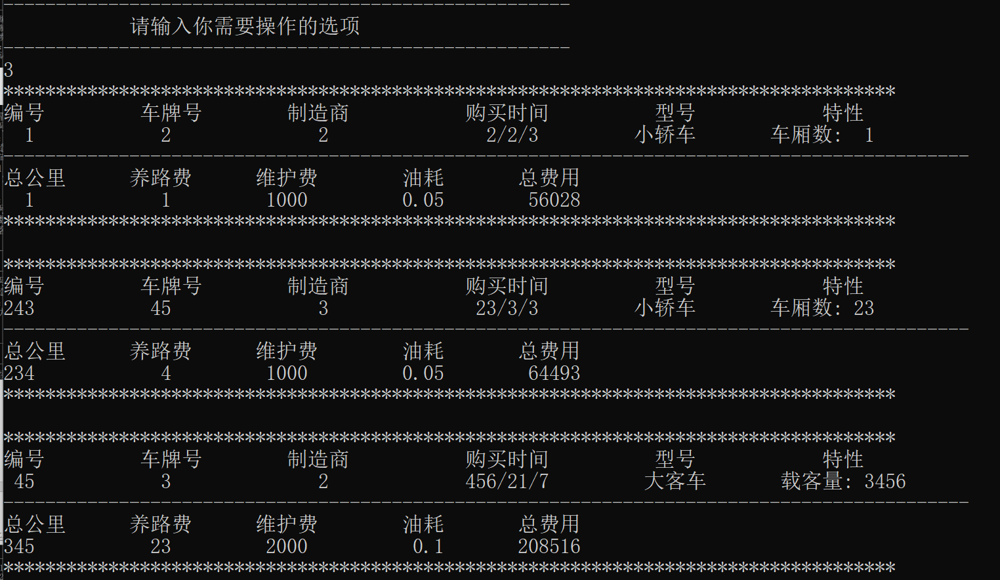 ------------------------------------------------------
请输入你需要操作的选项
------------------------------------------------------
3
*************************************************************************************
编号 车牌号 制造商 购买时间 型号 特性
1 2 2 2/2/3 小轿车 车厢数: 1
--------------------------------------------------------------------------------------------
总公里 养路费 维护费 油耗 总费用
1 1 1000 0.05 56028
*************************************************************************************
*************************************************************************************
编号 车牌号 制造商 购买时间 型号 特性
243 45 3 23/3/3 小轿车 车厢数: 23
--------------------------------------------------------------------------------------------
总公里 养路费 维护费 油耗 总费用
234 4 1000 0.05 64493
*************************************************************************************
*************************************************************************************
编号 车牌号 制造商 购买时间 型号 特性
45 3 2 456/21/7 大客车 载客量: 3456
--------------------------------------------------------------------------------------------
总公里 养路费 维护费 油耗 总费用
345 23 2000 0.1 208516
*************************************************************************************